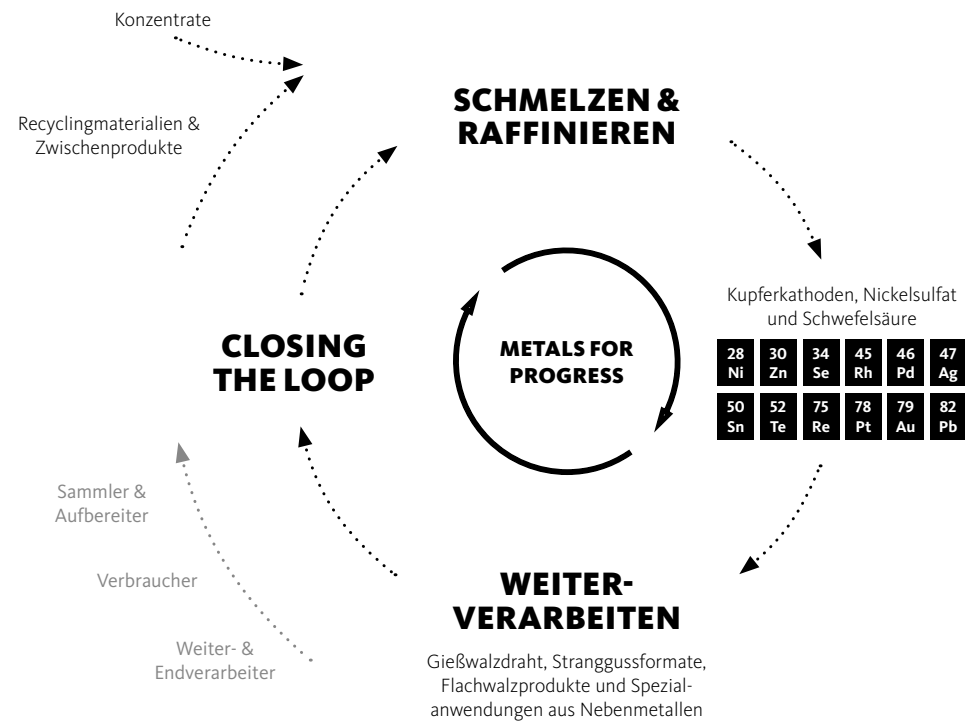 Konzentrate
Recyclingmaterialien &
Zwischenprodukte
SCHMELZEN &
RAFFINIEREN
Kupferkathoden, Nickelsulfat
und Schwefelsäure
28 30 34 45 46 47
Ni Zn Se Rh Pd Ag
50 52 75 78 79 82
Sn Te Re Pt Au Pb
CLOSING
THE LOOP
METALS FOR
PROGRESS
Sammler &
Aufbereiter
Verbraucher
Weiter- &
Endverarbeiter
WEITER-
VERARBEITEN
Gießwalzdraht, Stranggussformate,
Flachwalzprodukte und Spezial-
anwendungen aus Nebenmetallen